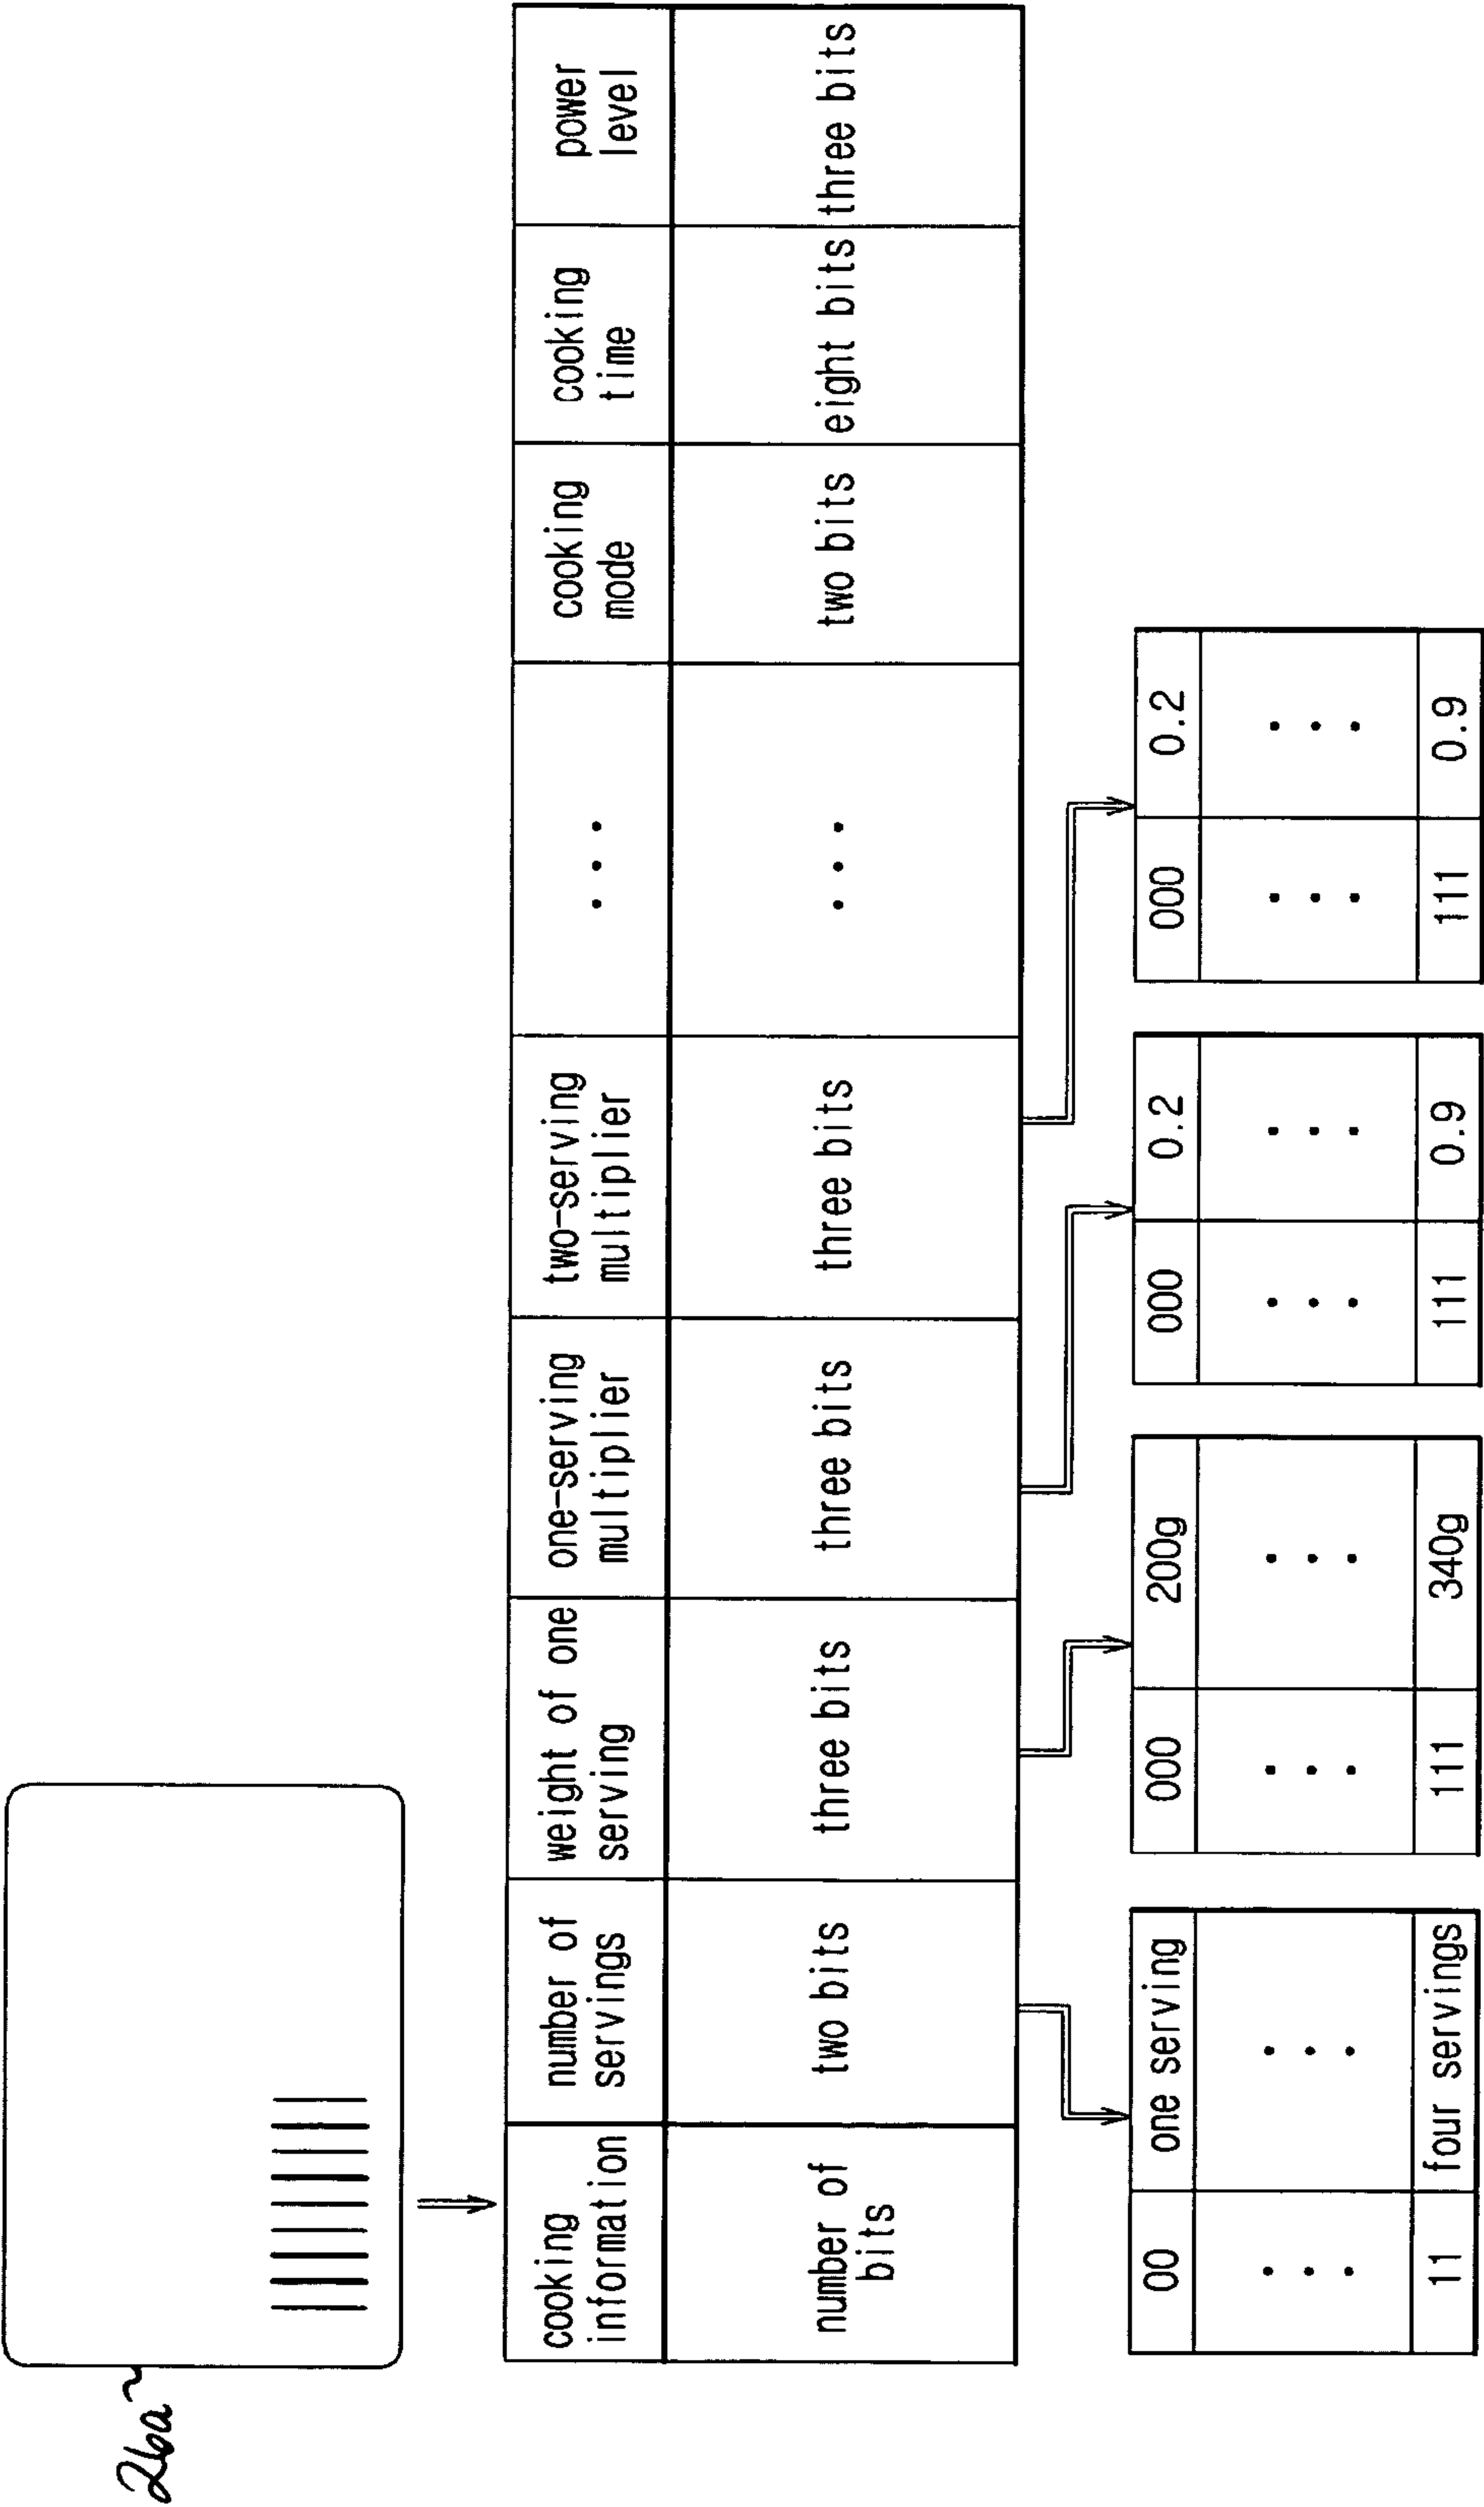 26a
cooking
information
number of
servings
weight of one
serving
one-serving
multiplier
two-serving
multiplier
• • •
cooking
mode
cooking
time
power
level
number of
bits
two bits
three bits
three bits
three bits
• • •
two bits
eight bits
three bits
00
one serving
11
four servings
000
200g
111
340g
000
0.2
111
0.9
000
0.2
111
0.9